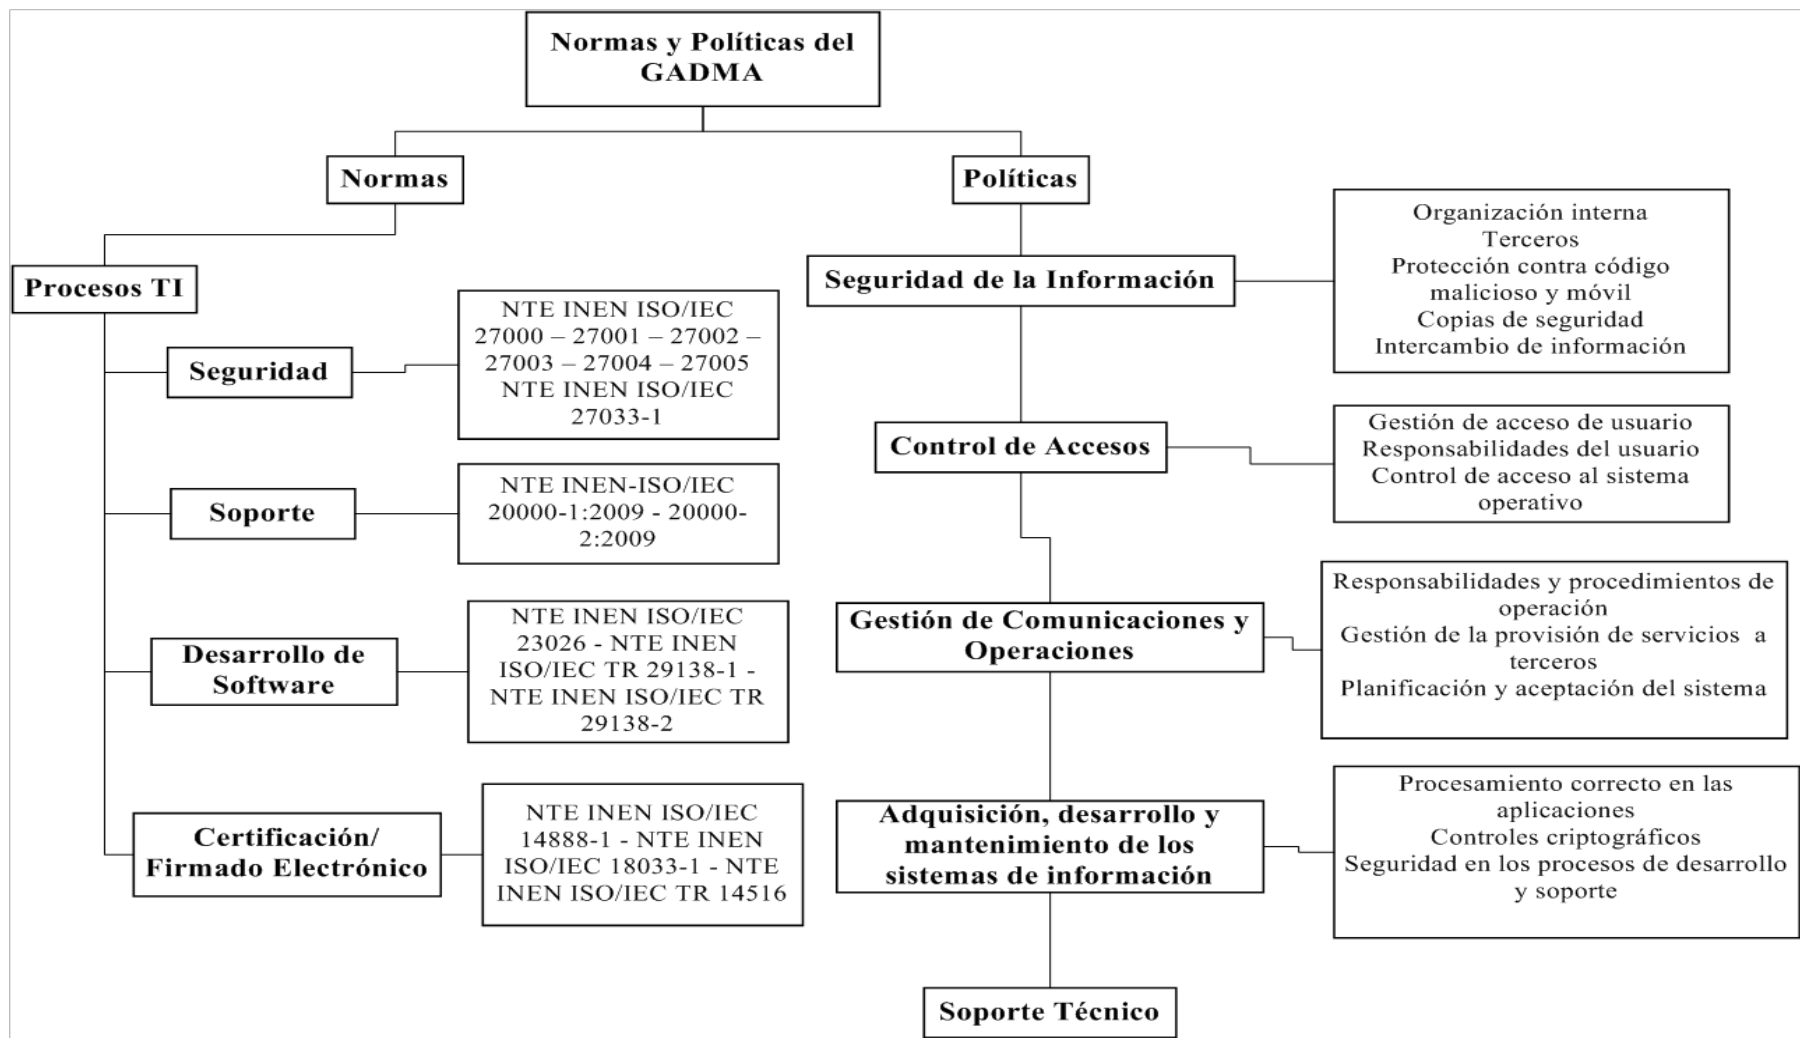 Normas y Políticas del
GADMA
Normas
Procesos TI
Seguridad
NTE INEN ISO/IEC
27000 – 27001 – 27002 –
27003 – 27004 – 27005
NTE INEN ISO/IEC
27033-1
Soporte
NTE INEN-ISO/IEC
20000-1:2009 - 20000-
2:2009
Desarrollo de
Software
NTE INEN ISO/IEC
23026 - NTE INEN
ISO/IEC TR 29138-1 -
NTE INEN ISO/IEC TR
29138-2
Certificación/
Firmado Electrónico
NTE INEN ISO/IEC
14888-1 - NTE INEN
ISO/IEC 18033-1 - NTE
INEN ISO/IEC TR 14516
Políticas
Seguridad de la Información
Organización interna
Terceros
Protección contra código
malicioso y móvil
Copias de seguridad
Intercambio de información
Control de Accesos
Gestión de acceso de usuario
Responsabilidades del usuario
Control de acceso al sistema
operativo
Gestión de Comunicaciones y
Operaciones
Responsabilidades y procedimientos de
operación
Gestión de la provisión de servicios a
terceros
Planificación y aceptación del sistema
Adquisición, desarrollo y
mantenimiento de los
sistemas de información
Procesamiento correcto en las
aplicaciones
Controles criptográficos
Seguridad en los procesos de desarrollo
y soporte
Soporte Técnico